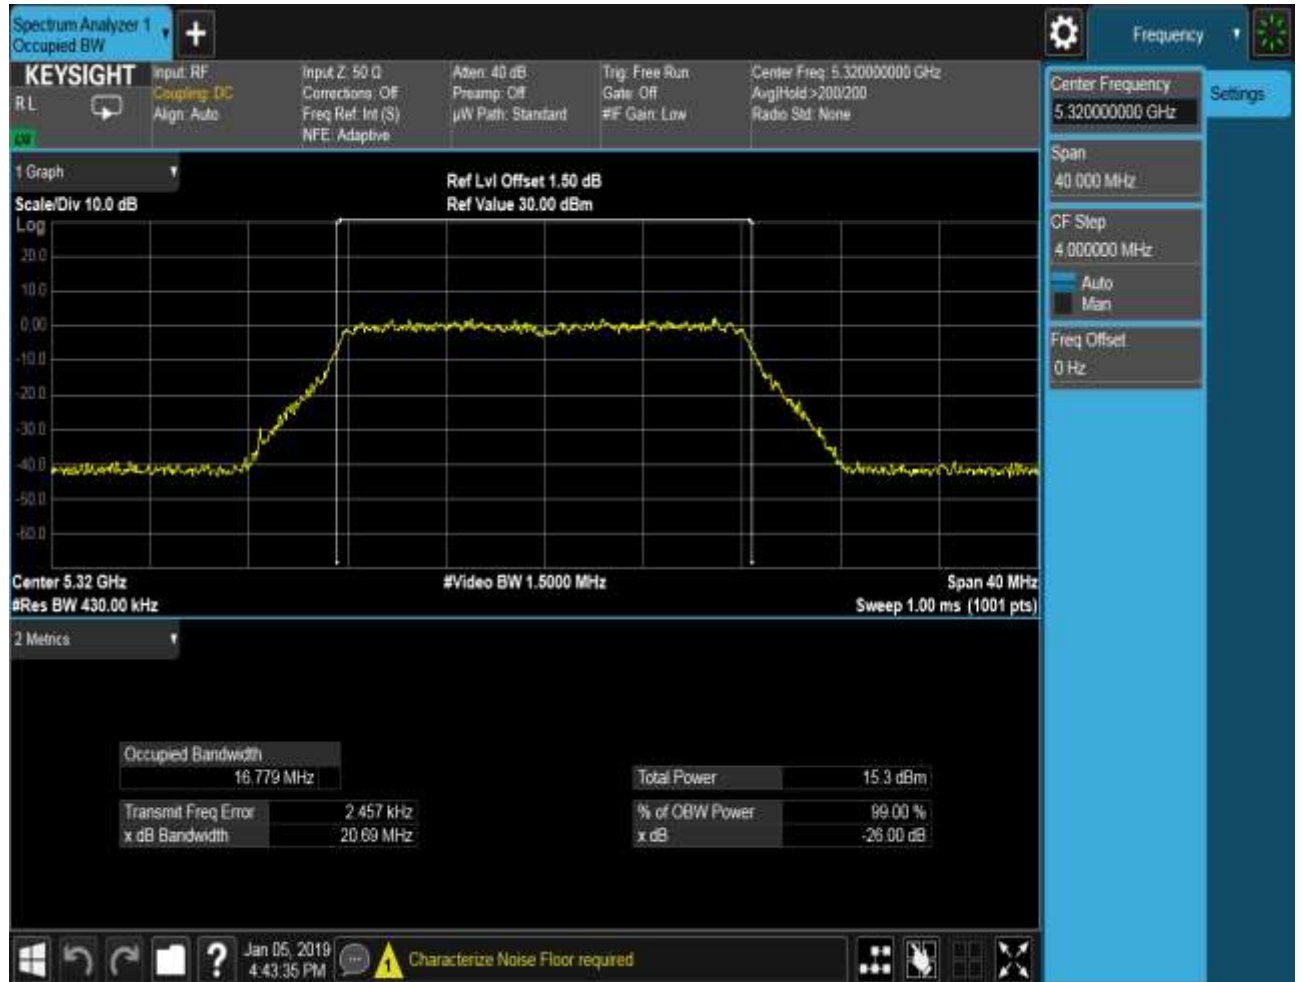 Spectrum Analyzer 1
Occupied BW
Frequency
KEYSIGHT
RL
Input: RF
Coupling: DC
Align: Auto
Input Z: 50 Ω
Corrections: Off
Freq Ref: Int (S)
NFE: Adaptive
Atten: 40 dB
Preamp: Off
µW Path: Standard
Trig: Free Run
Gate: Off
#IF Gain: Low
Center Freq: 5.320000000 GHz
Avg|Hold:>200/200
Radio Std: None
Center Frequency
5.320000000 GHz
Settings
Span
40.000 MHz
CF Step
4.000000 MHz
Auto
Man
Freq Offset
0 Hz
1 Graph
Scale/Div 10.0 dB
Ref Lvl Offset 1.50 dB
Ref Value 30.00 dBm
Log
20.0
10.0
0.00
-10.0
-20.0
-30.0
-40.0
-50.0
-60.0
Center 5.32 GHz
#Res BW 430.00 kHz
#Video BW 1.5000 MHz
Span 40 MHz
Sweep 1.00 ms (1001 pts)
2 Metrics
Occupied Bandwidth
16.779 MHz
Total Power 15.3 dBm
Transmit Freq Error 2.457 kHz
% of OBW Power 99.00 %
x dB Bandwidth 20.69 MHz
x dB -26.00 dB
?
Jan 05, 2019
4:43:35 PM
1
Characterize Noise Floor required